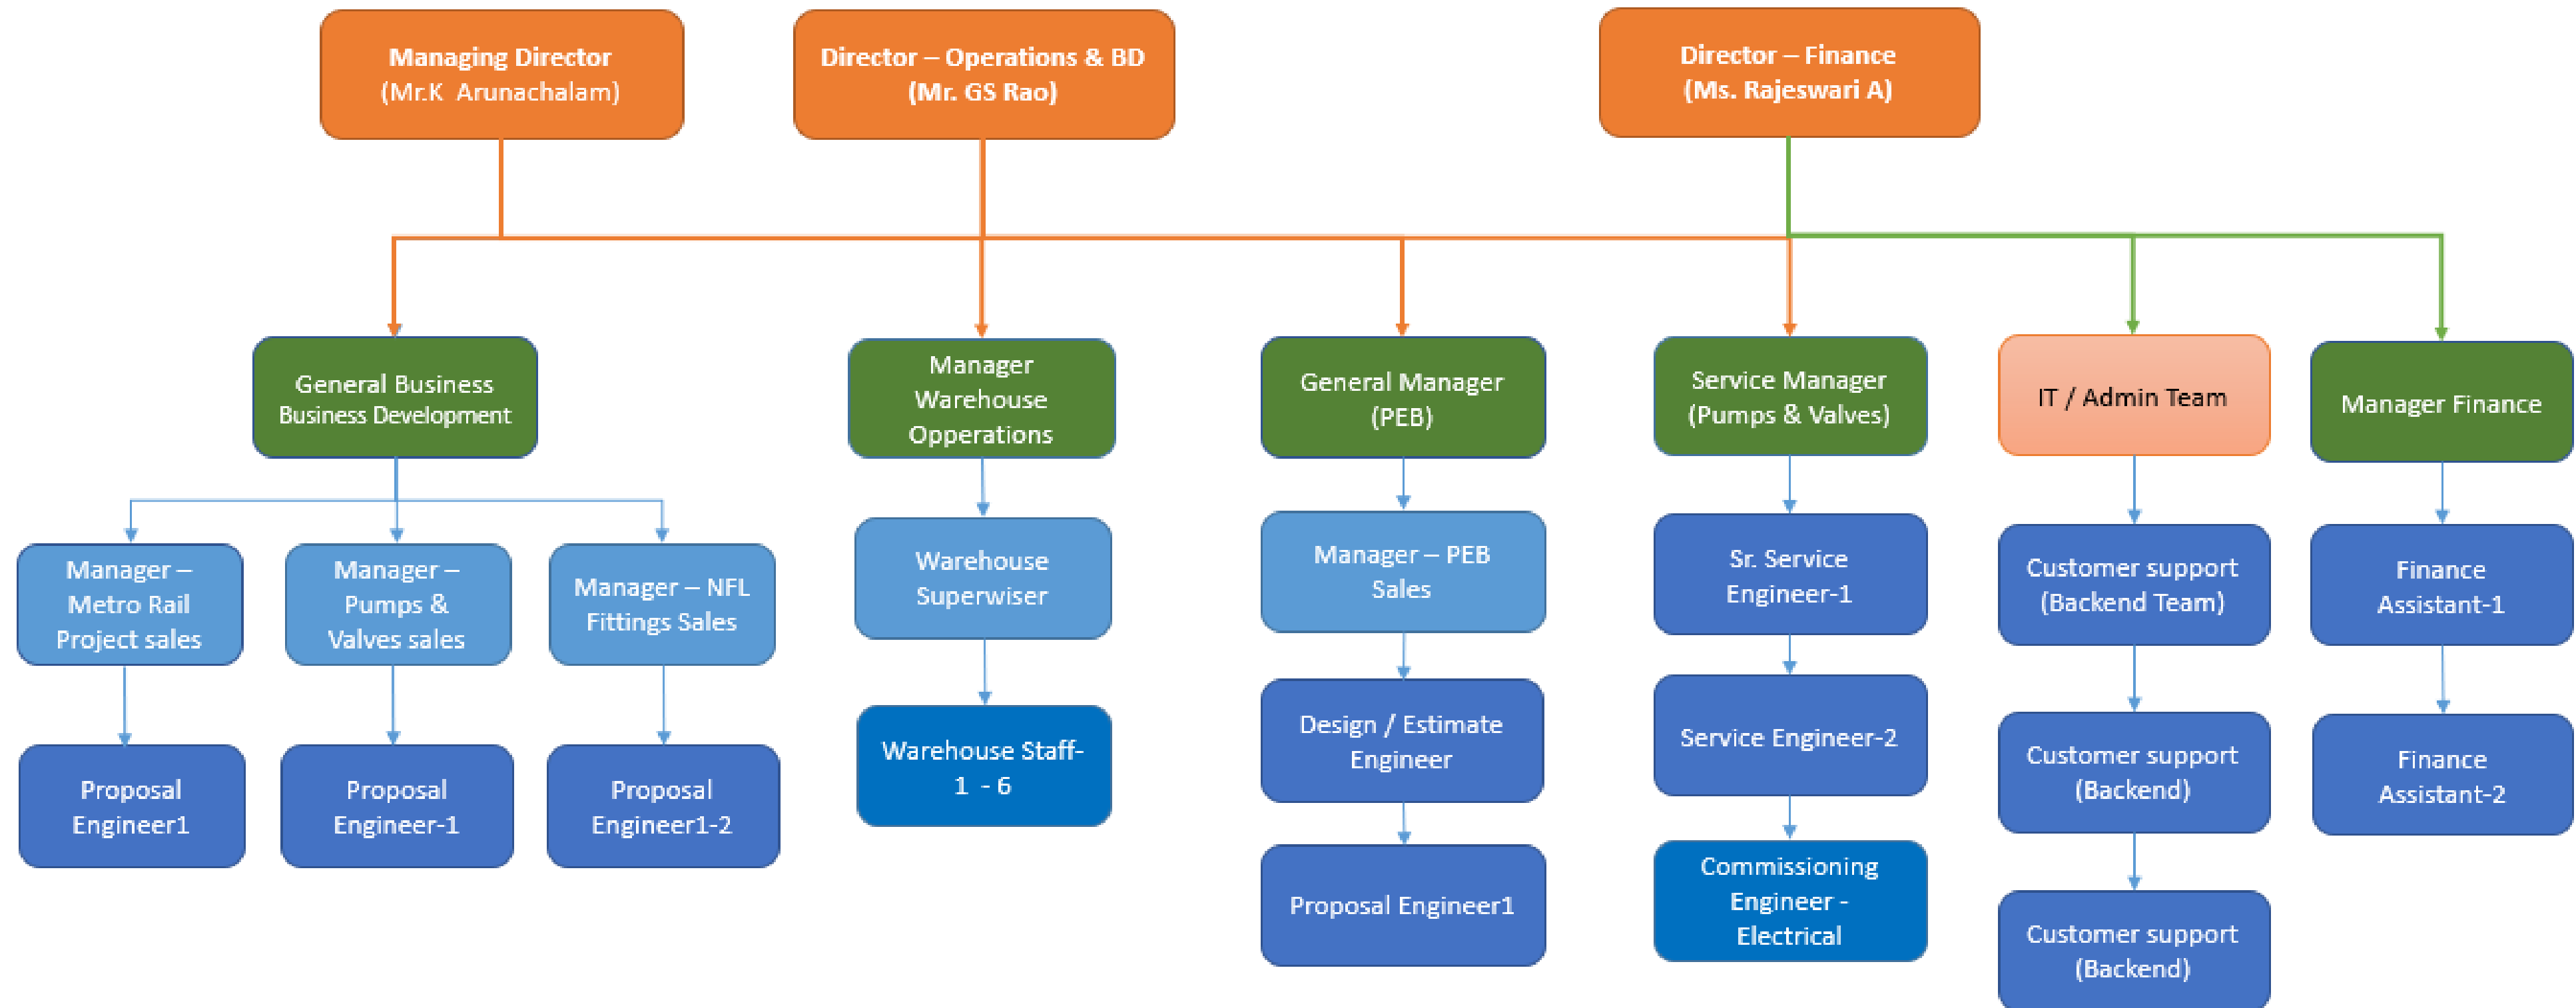 Managing Director
(Mr.K Arunachalam)
Director – Operations & BD
(Mr. GS Rao)
Director – Finance
(Ms. Rajeswari A)
General Business
Business Development
Manager
Warehouse
Opperations
General Manager
(PEB)
Service Manager
(Pumps & Valves)
IT / Admin Team
Manager Finance
Manager –
Metro Rail
Project sales
Manager –
Pumps &
Valves sales
Manager – NFL
Fittings Sales
Warehouse
Superwiser
Manager – PEB
Sales
Sr. Service
Engineer-1
Customer support
(Backend Team)
Finance
Assistant-1
Proposal
Engineer1
Proposal
Engineer-1
Proposal
Engineer1-2
Warehouse Staff-
1 - 6
Design / Estimate
Engineer
Service Engineer-2
Customer support
(Backend)
Finance
Assistant-2
Proposal Engineer1
Commissioning
Engineer -
Electrical
Customer support
(Backend)